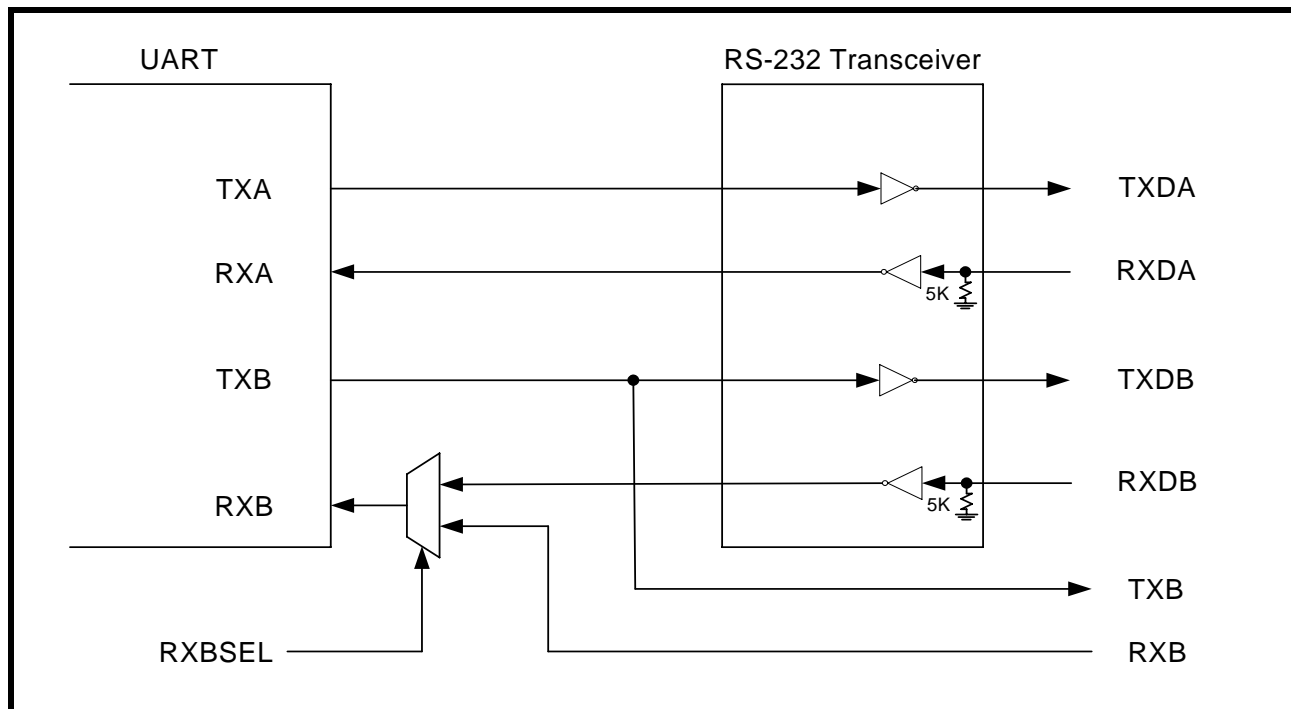 UART
RS-232 Transceiver
TXA
TXDA
RXA
5K
RXDA
TXB
TXDB
RXB
5K
RXDB
TXB
RXBSEL
RXB